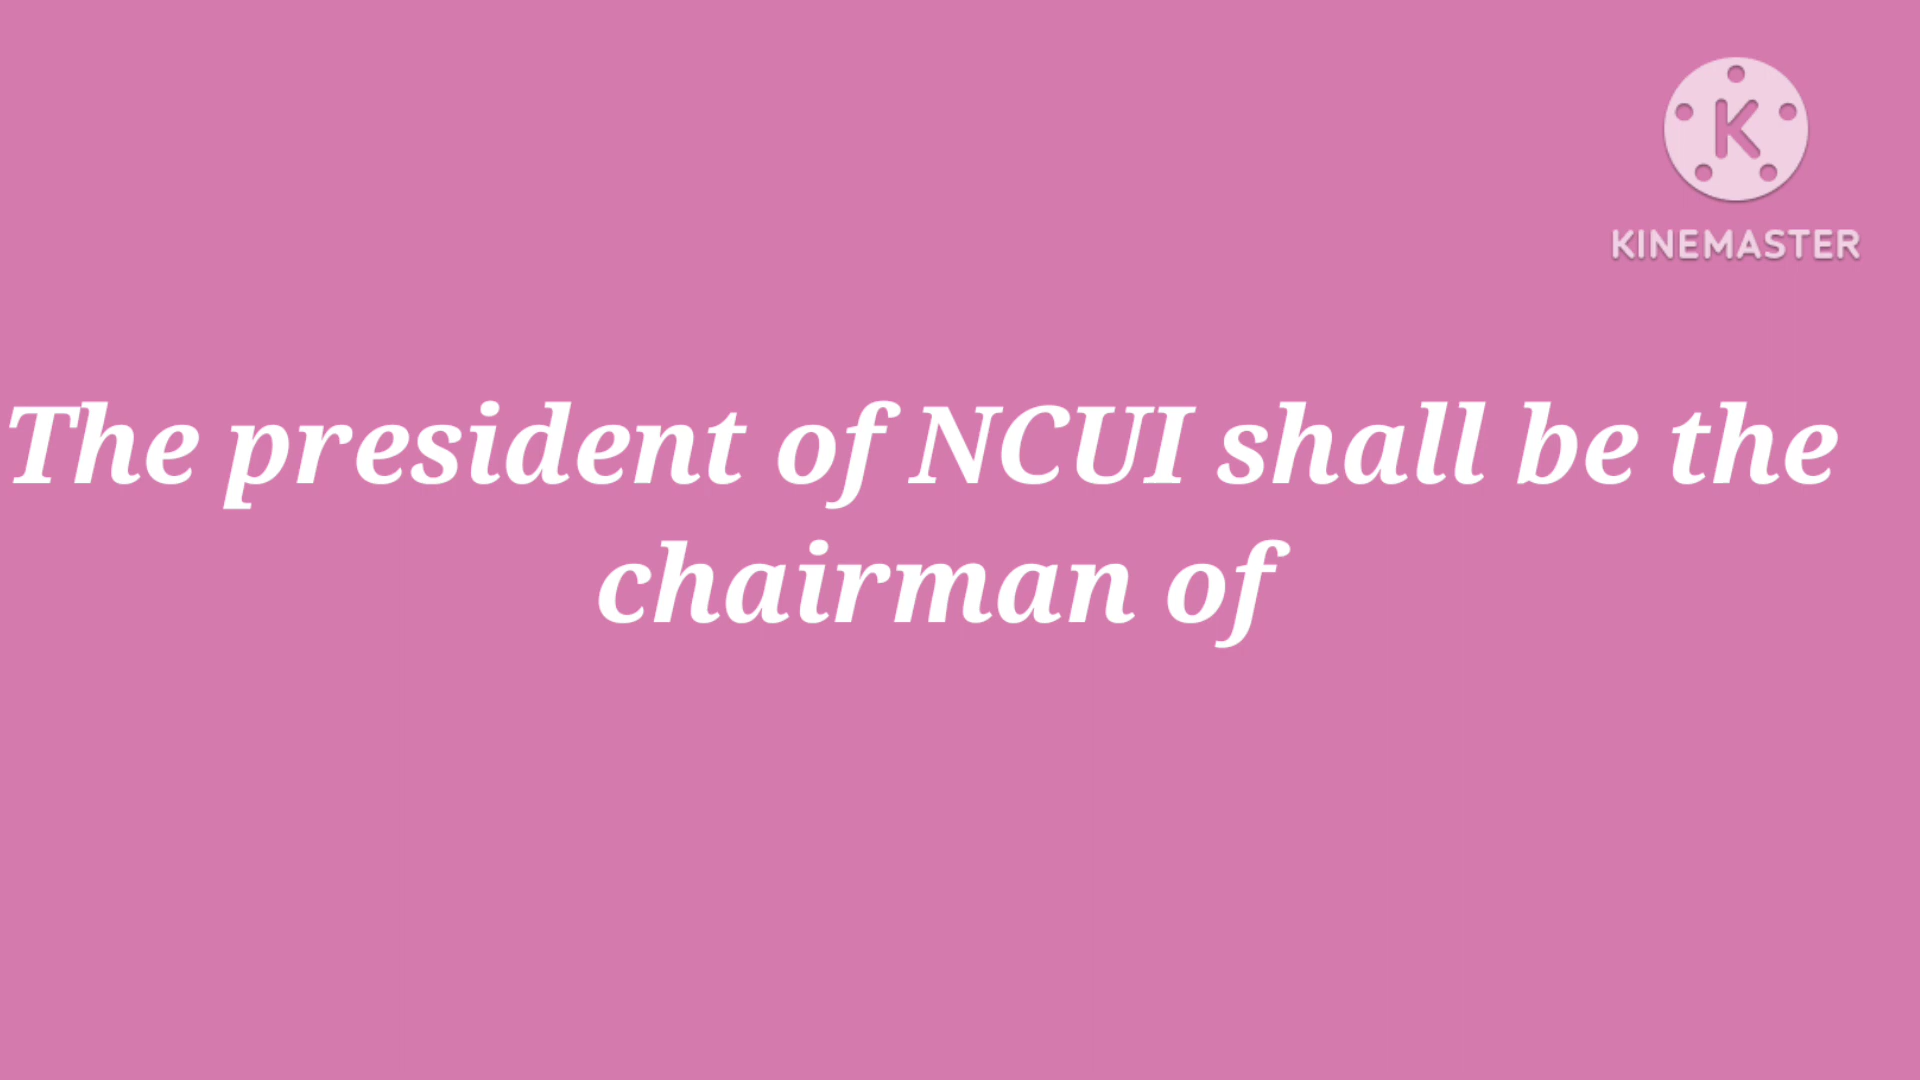 K
KINEMASTER
The president of NCUI shall be the
chairman of